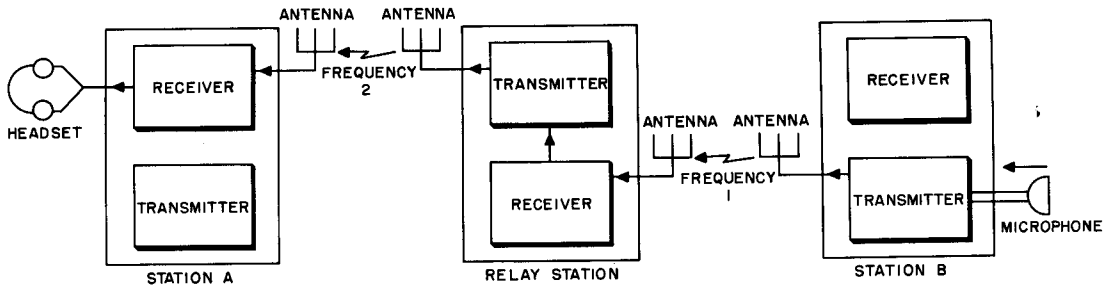 ANTENNA
ANTENNA
RECEIVER
FREQUENCY
2
HEADSET
TRANSMITTER
STATION A
TRANSMITTER
RECEIVER
RELAY STATION
ANTENNA
ANTENNA
FREQUENCY
1
RECEIVER
TRANSMITTER
MICROPHONE
STATION B